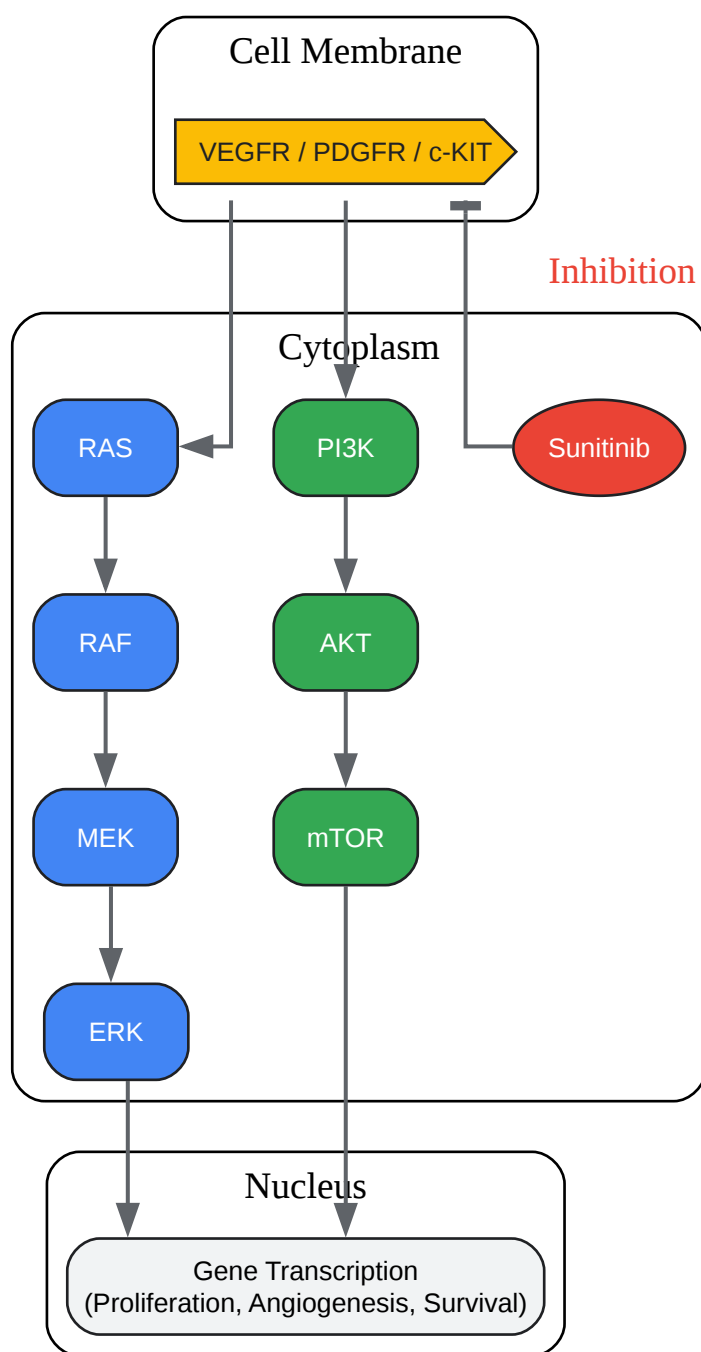 Cell Membrane
VEGFR / PDGFR / c-KIT
Inhibition
Cytoplasm
RAS
PI3K
Sunitinib
RAF
AKT
MEK
mTOR
ERK
Nucleus
Gene Transcription
(Proliferation, Angiogenesis, Survival)